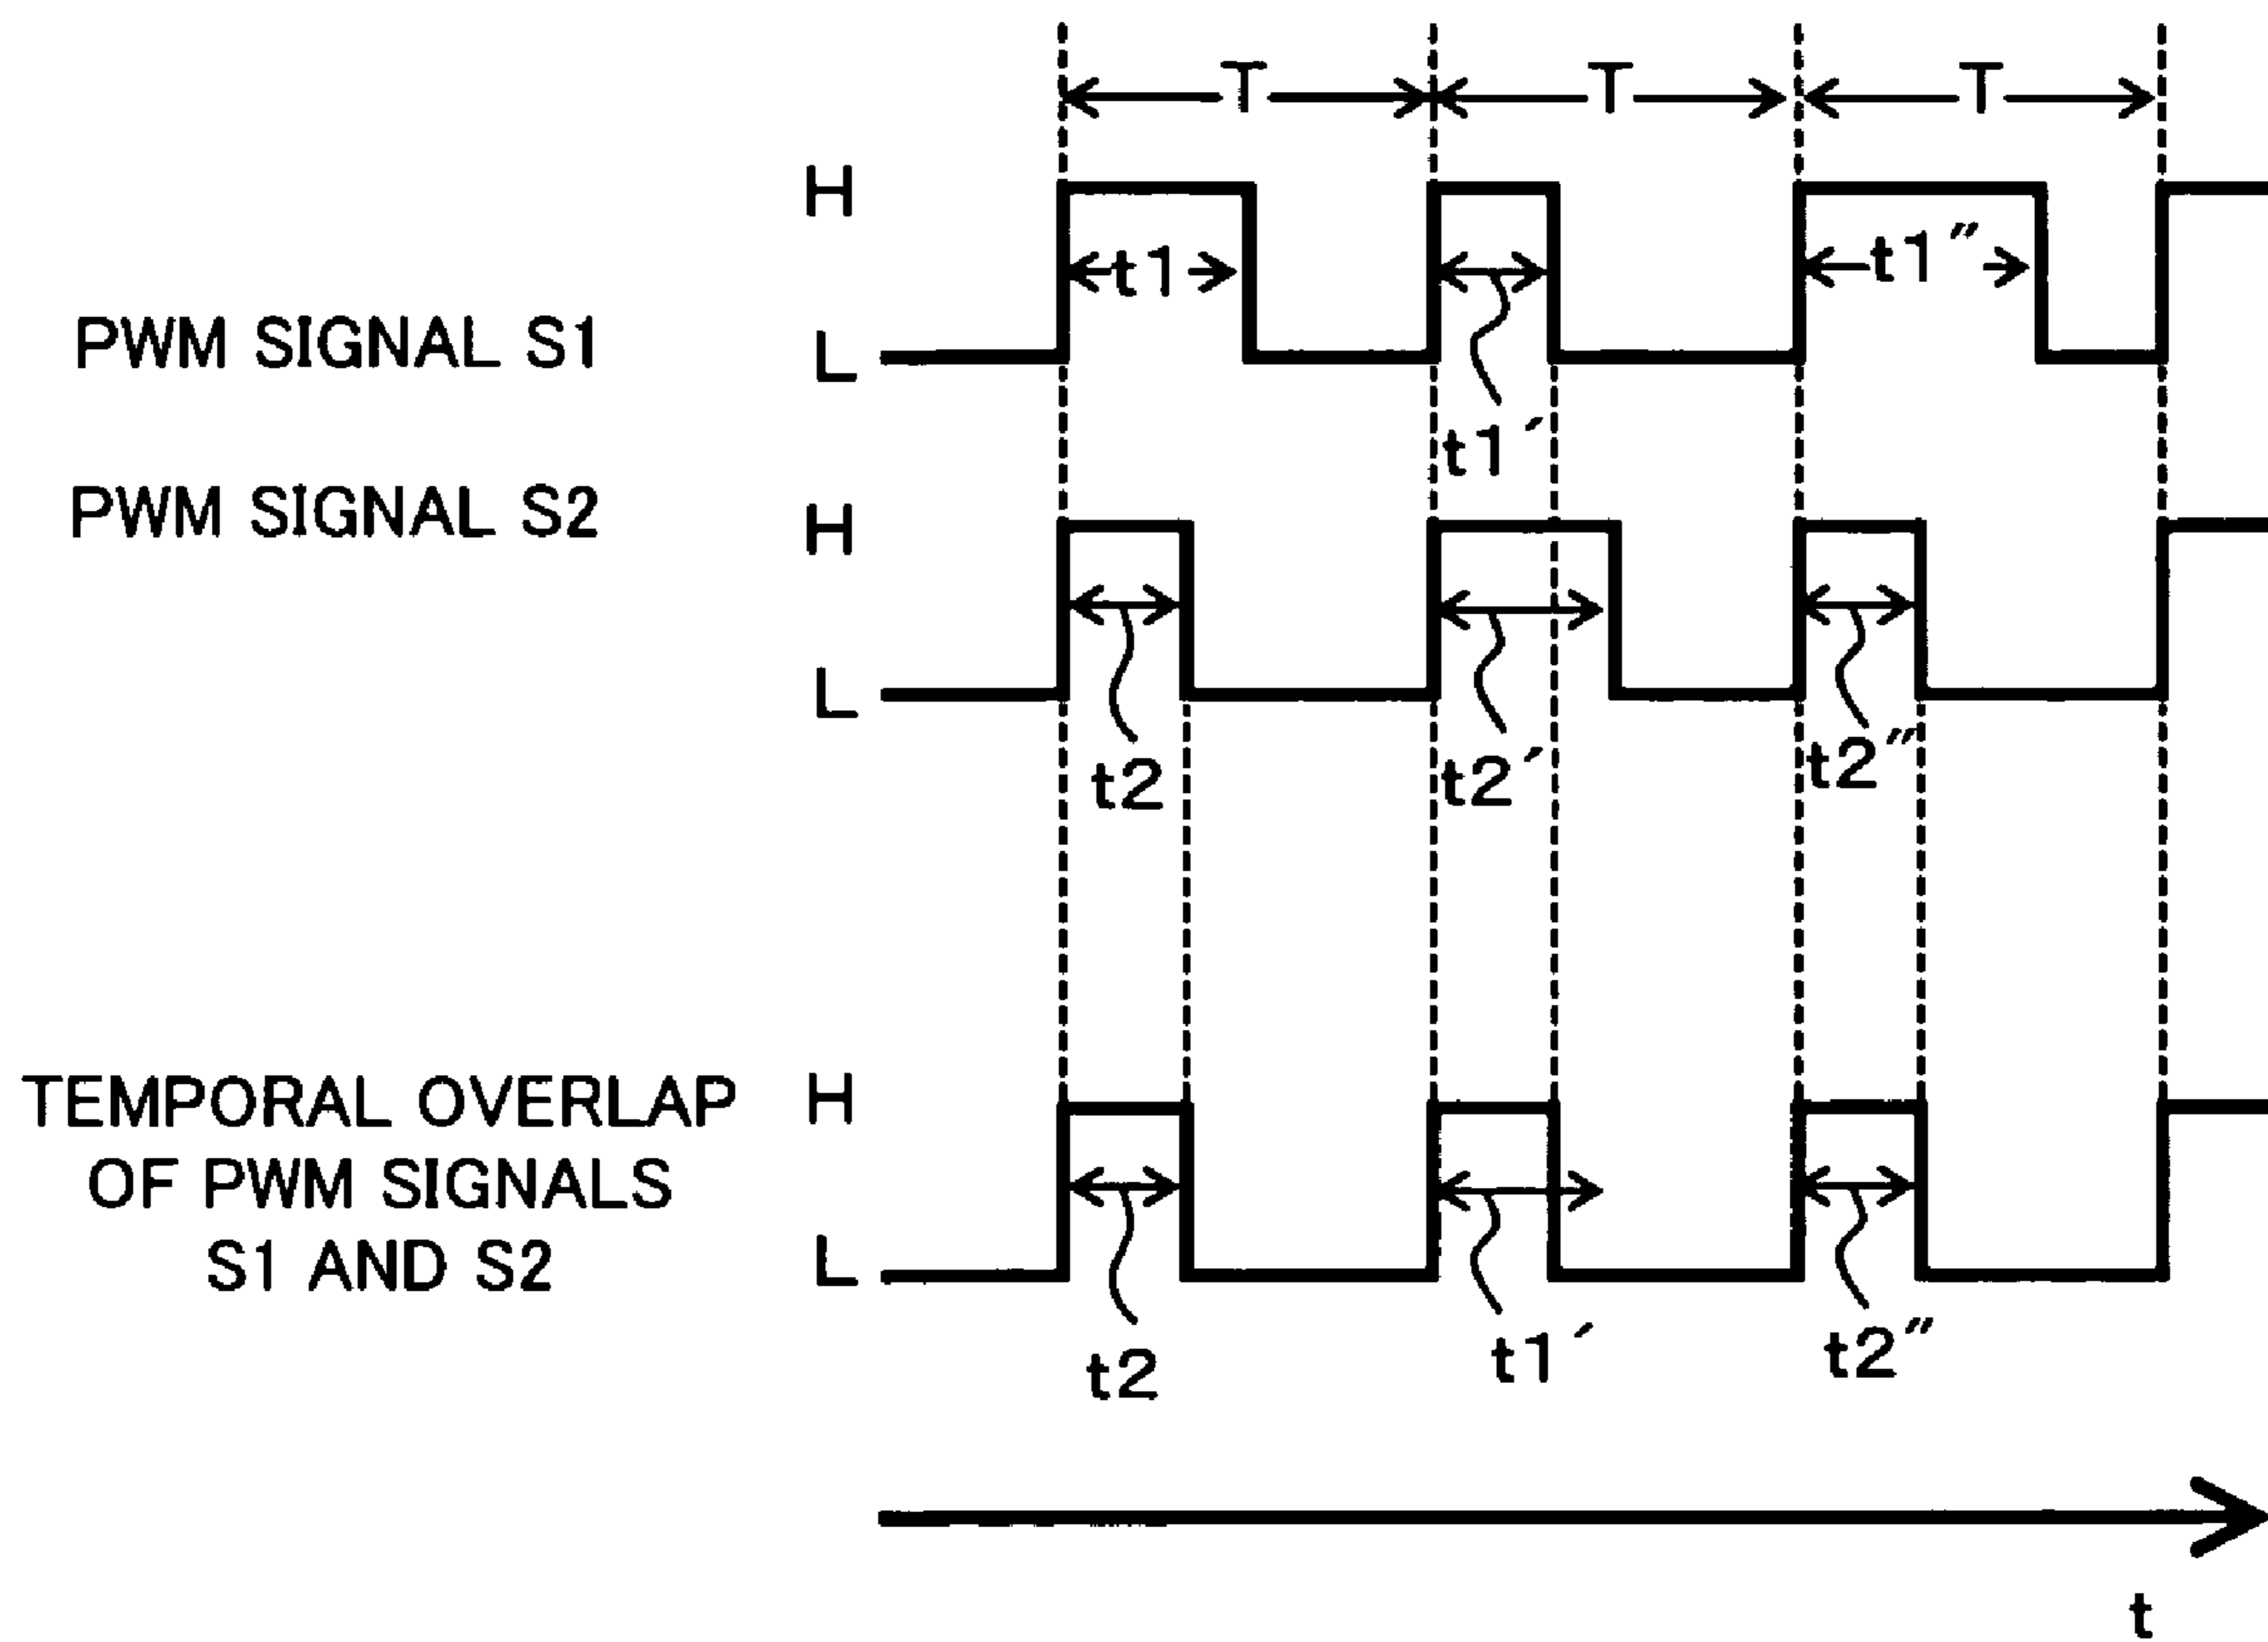 T T T
H
t1 t1″
PWM SIGNAL S1
L
t1′
PWM SIGNAL S2
H
L
t2 t2′ t2″
TEMPORAL OVERLAP
OF PWM SIGNALS
S1 AND S2
H
L
t2 t1′ t2″
t